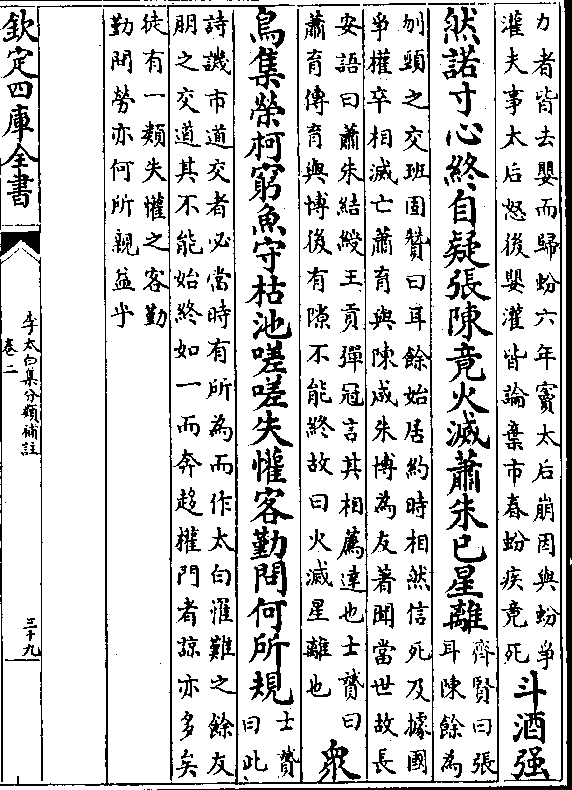 力者皆去嬰而歸蚡六年竇太后崩因與蚡爭
灌夫事太后怒後嬰灌皆論棄市春蚡疾竟死
斗酒强
然諾寸心終自疑張陳竟火滅蕭朱已星離
齊賢曰張
耳陳餘為
刎頸之交班固贊曰耳餘始居約時相然信死及據國
爭權卒相滅亡蕭育與陳咸朱博為友著聞當世故長
安語曰蕭朱結綬王貢彈冠言其相薦達也士贇曰
蕭育傳育與博後有隙不能終故曰火滅星離也
衆
鳥集榮柯窮魚守枯池嗟嗟失懽客勤問何所規
士贇
曰此
詩譏市道交者必當時有所為而作太白罹難之餘友
朋之交道其不能始終如一而奔趍權門者諒亦多矣
徒有一類失懽之客勤
勤問勞亦何所親益乎
欽定四庫全書
李太白集分類補註
卷二
三十九